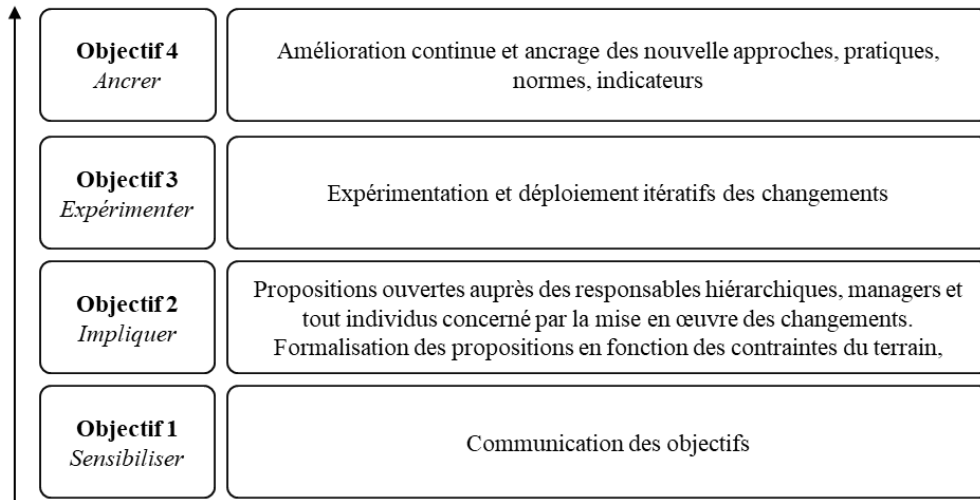 Objectif 4
Ancrer
Amélioration continue et ancrage des nouvelle approches, pratiques,
normes, indicateurs
Objectif 3
Expérimenter
Expérimentation et déploiement itératifs des changements
Objectif 2
Impliquer
Propositions ouvertes auprès des responsables hiérarchiques, managers et
tout individus concerné par la mise en œuvre des changements.
Formalisation des propositions en fonction des contraintes du terrain,
Objectif 1
Sensibiliser
Communication des objectifs